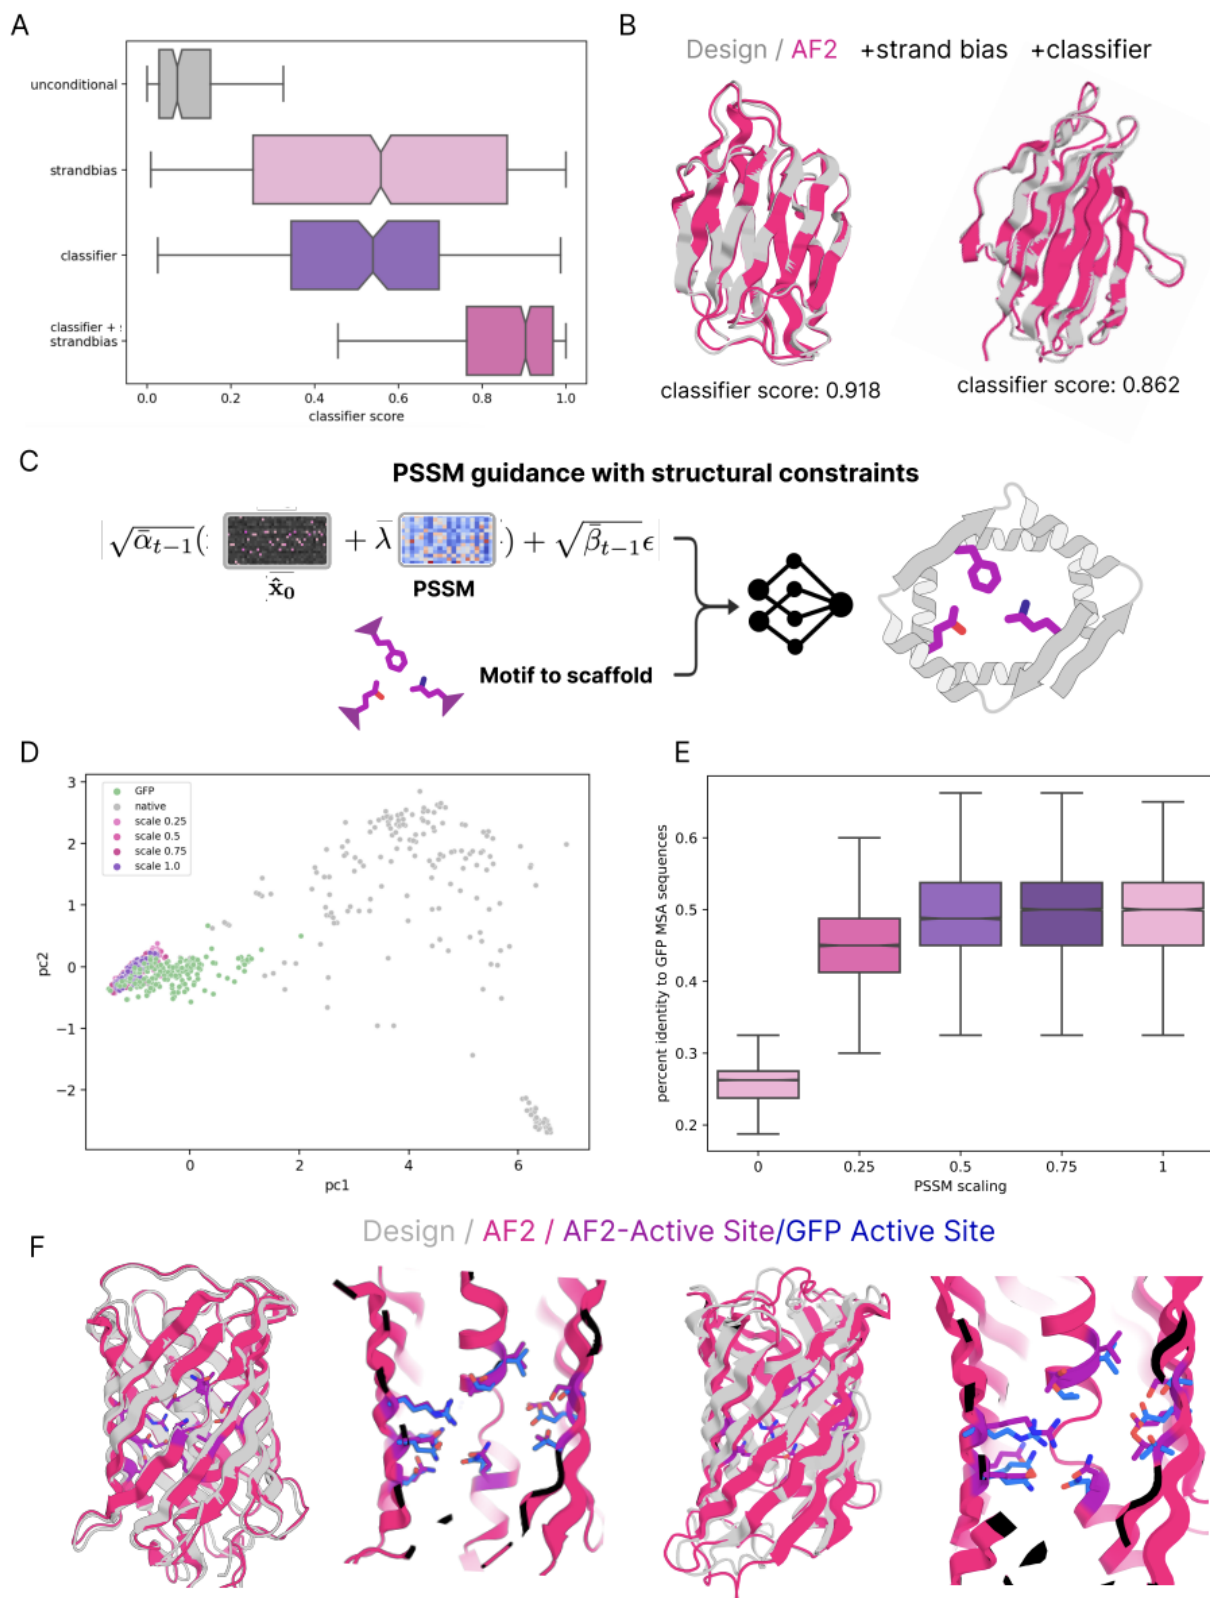 A
unconditional
strandbias
classifier
classifier +
strandbias
0.0 0.2 0.4 0.6 0.8 1.0
classifier score
B
Design / AF2 +strand bias +classifier
classifier score: 0.918
classifier score: 0.862
C
PSSM guidance with structural constraints
√ᾱt−1( + λ̄ ) + √β̄t−1ϵ
x̂0
PSSM
Motif to scaffold
D
3
2
1
0
−1
−2
GFP
native
scale 0.25
scale 0.5
scale 0.75
scale 1.0
pc2
0 2 4 6
pc1
E
percent identity to GFP MSA sequences
0.6
0.5
0.4
0.3
0.2
0 0.25 0.5 0.75 1
PSSM scaling
F
Design / AF2 / AF2-Active Site/GFP Active Site